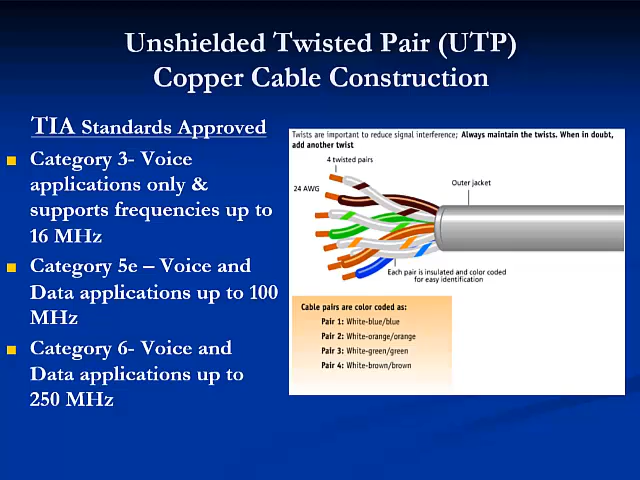 Unshielded Twisted Pair (UTP)
Copper Cable Construction
TIA Standards Approved
Category 3- Voice
applications only &
supports frequencies up to
16 MHz
Category 5e – Voice and
Data applications up to 100
MHz
Category 6- Voice and
Data applications up to
250 MHz
Twists are important to reduce signal interference; Always maintain the twists. When in doubt,
add another twist
4 twisted pairs
24 AWG
Outer jacket
Each pair is insulated and color coded
for easy identification
Cable pairs are color coded as:
Pair 1: White-blue/blue
Pair 2: White-orange/orange
Pair 3: White-green/green
Pair 4: White-brown/brown